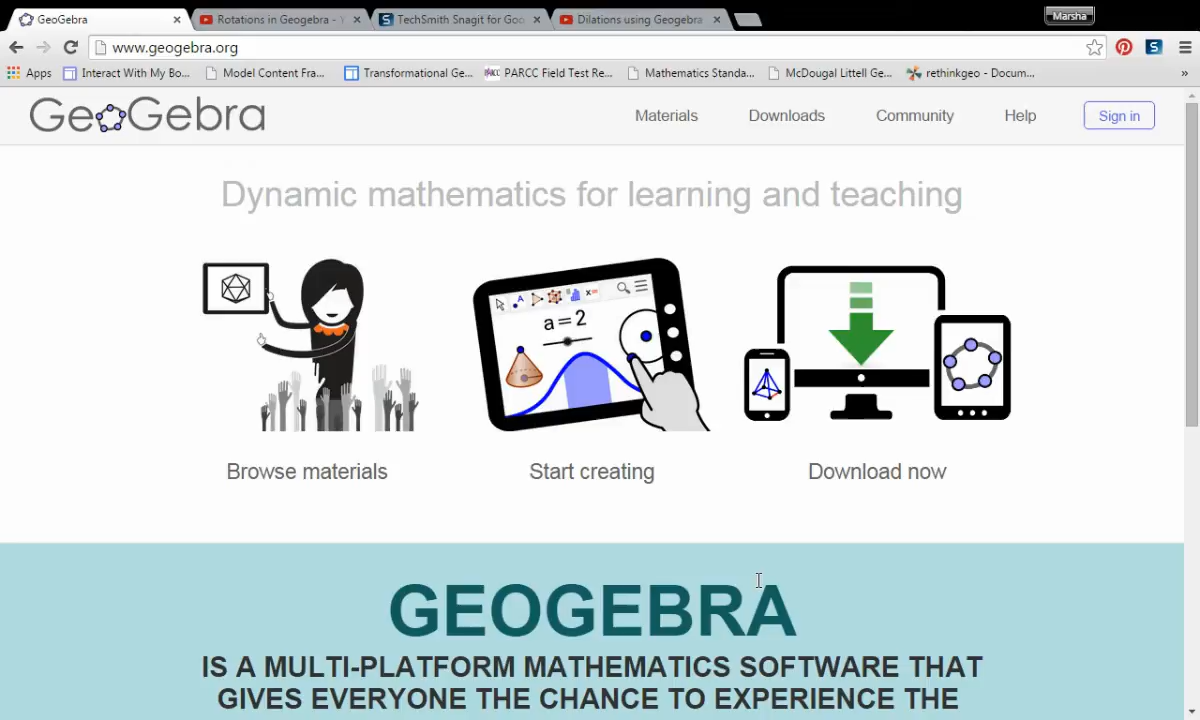 GeoGebra
Rotations in Geogebra - Y
TechSmith Snagit for Goo
Dilations using Geogebra
Marsha
www.geogebra.org
Apps
Interact With My Bo...
Model Content Fra...
Transformational Ge...
PARCC PARCC Field Test Re...
Mathematics Standa...
McDougal Littell Ge...
rethinkgeo - Docum...
»
GeoGebra
Materials
Downloads
Community
Help
Sign in
Dynamic mathematics for learning and teaching
a = 2
Browse materials
Start creating
Download now
GEOGEBRA
IS A MULTI-PLATFORM MATHEMATICS SOFTWARE THAT
GIVES EVERYONE THE CHANCE TO EXPERIENCE THE